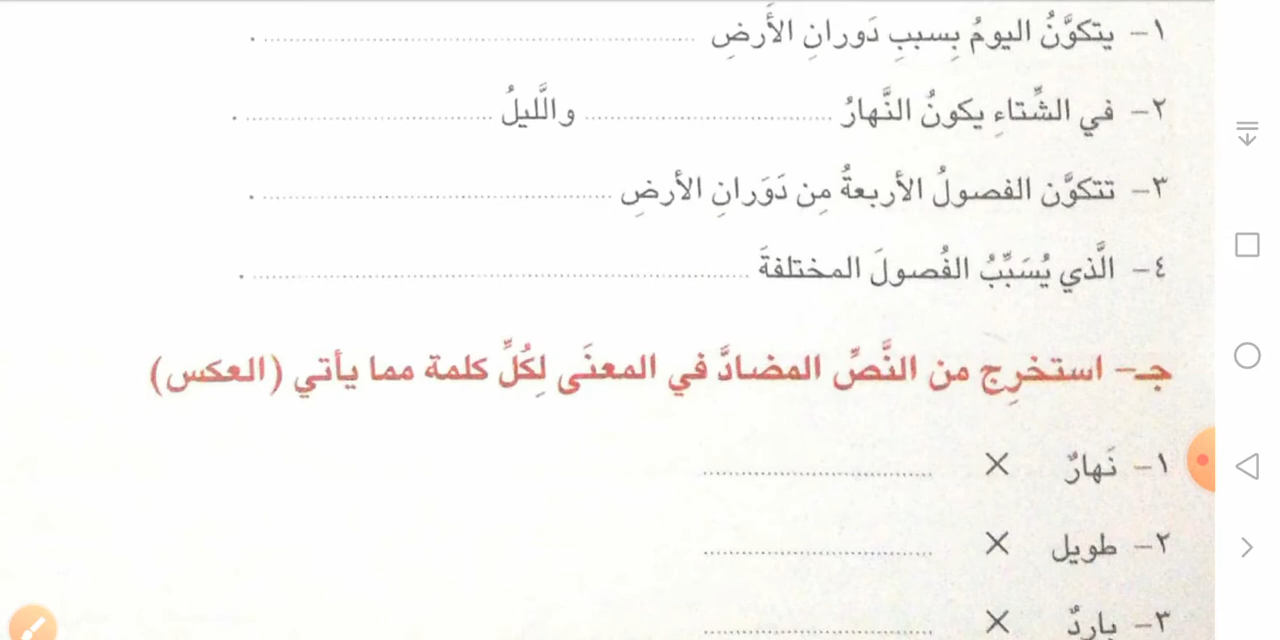 ١- يتكوَّنُ اليومُ بِسببِ دَورانِ الأَرضِ .............................. .
٢- في الشِّتاءِ يكونُ النَّهارُ .............................. والَّليلُ .............................. .
٣- تتكوَّن الفصولُ الأربعةُ مِن دَوَرانِ الأرضِ .............................. .
٤- الَّذي يُسَبِّبُ الفُصولَ المختلفةَ .............................. .
جـ- استخرِج من النَّصِّ المضادَّ في المعنَى لِكُلِّ كلمة مما يأتي (العكس)
١- نَهارٌ × ..............................
٢- طويل × ..............................
٣- باردٌ × ..............................